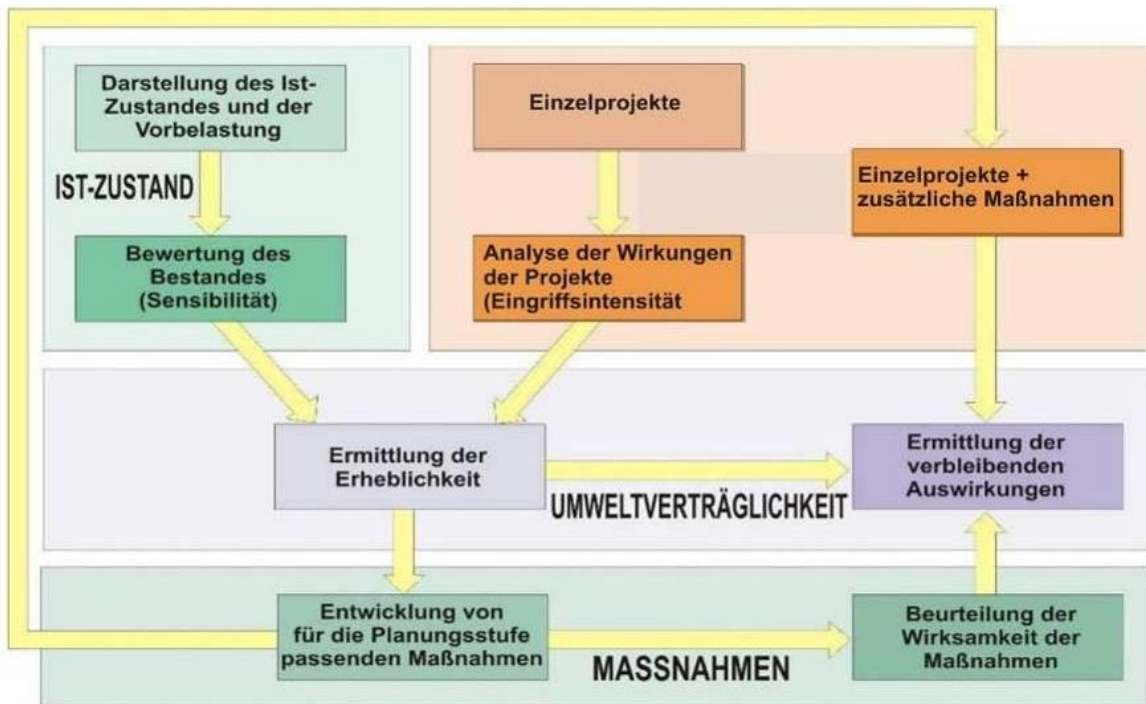 Darstellung des Ist-
Zustandes und der
Vorbelastung
IST-ZUSTAND
Bewertung des
Bestandes
(Sensibilität)
Einzelprojekte
Analyse der Wirkungen
der Projekte
(Eingriffsintensität
Einzelprojekte +
zusätzliche Maßnahmen
Ermittlung der
Erheblichkeit
UMWELTVERTRÄGLICHKEIT
Ermittlung der
verbleibenden
Auswirkungen
Entwicklung von
für die Planungsstufe
passenden Maßnahmen
MASSNAHMEN
Beurteilung der
Wirksamkeit der
Maßnahmen